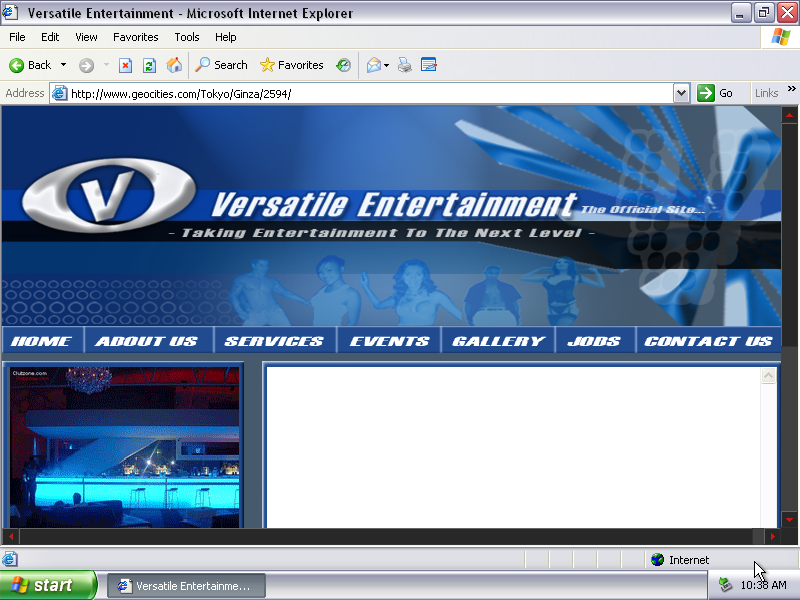 Versatile Entertainment - Microsoft Internet Explorer
File Edit View Favorites Tools Help
Back Search Favorites
Address http://www.geocities.com/Tokyo/Ginza/2594/ Go Links »
V
Versatile Entertainment The Official Site...
- Taking Entertainment To The Next Level -
HOME ABOUT US SERVICES EVENTS GALLERY JOBS CONTACT US
Clubzone.com
Internet
start Versatile Entertainme... 10:38 AM